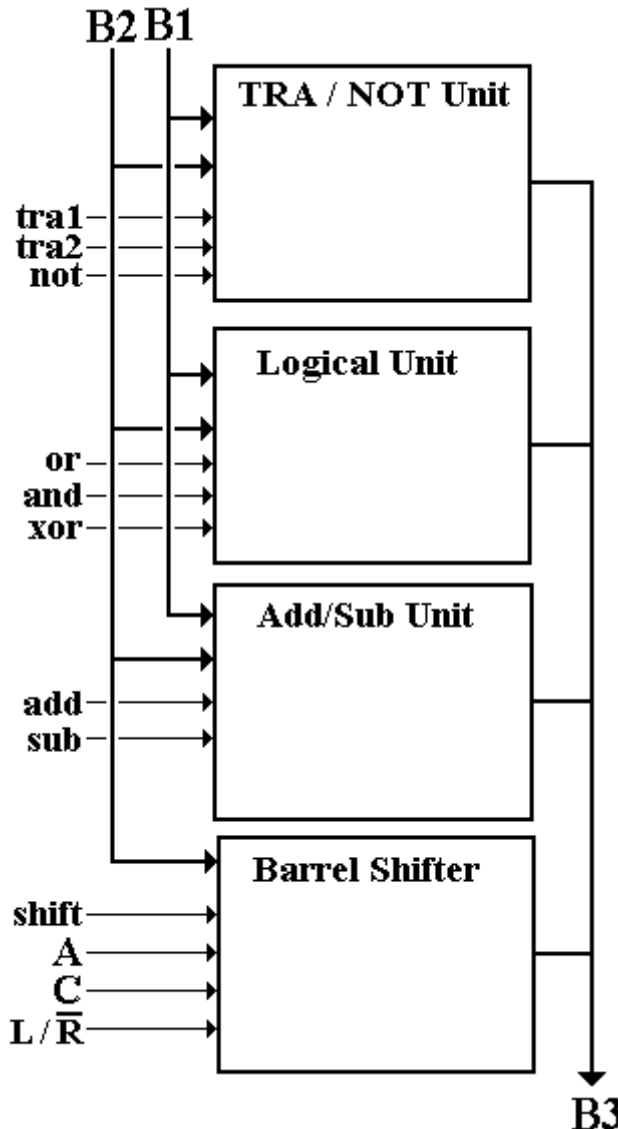 B2 B1
TRA / NOT Unit
tra1
tra2
not
Logical Unit
or
and
xor
Add/Sub Unit
add
sub
Barrel Shifter
shift
A
C
L / R̅
B3